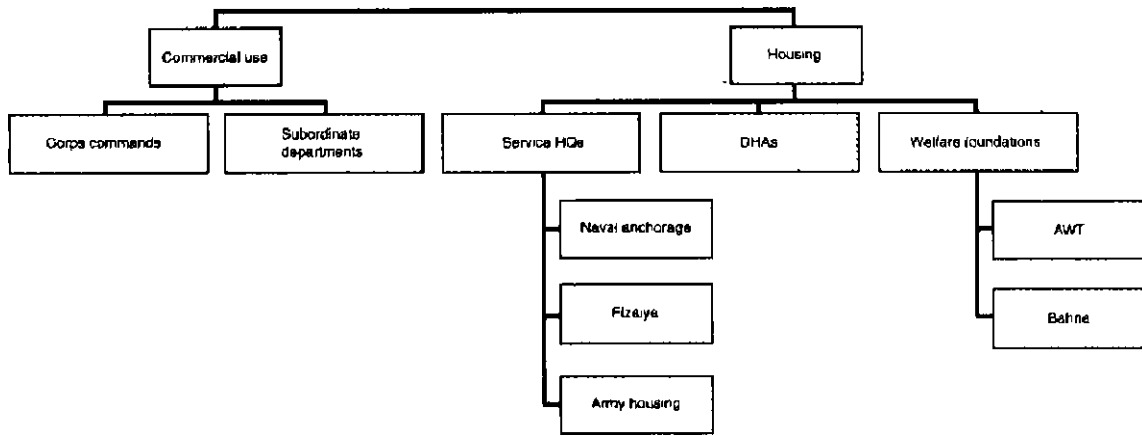 Commercial use
Housing
Corps commands
Subordinate
departments
Service HQs
DHAs
Welfare foundations
Naval anchorage
AWT
Fizaiya
Bahria
Army housing